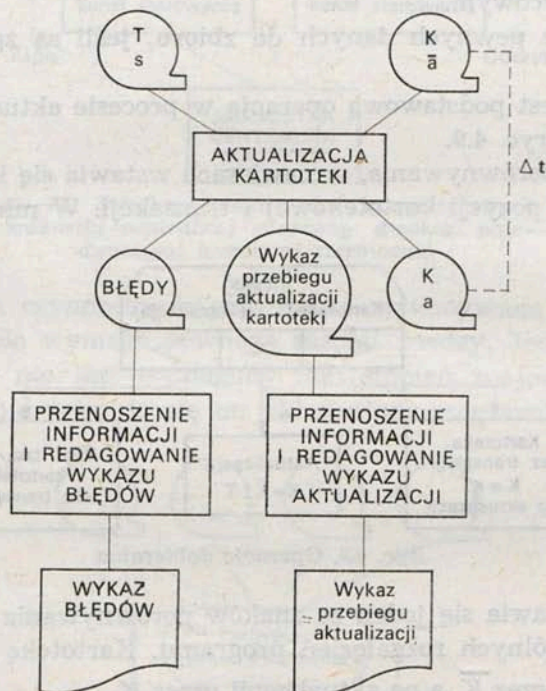 T
s
K
a̅
AKTUALIZACJA
KARTOTEKI
Δt
BŁĘDY
Wykaz
przebiegu
aktualizacji
kartoteki
K
a
PRZENOSZENIE
INFORMACJI
I REDAGOWANIE
WYKAZU
BŁĘDÓW
PRZENOSZENIE
INFORMACJI
I REDAGOWANIE
WYKAZU
AKTUALIZACJI
WYKAZ
BŁĘDÓW
Wykaz
przebiegu
aktualizacji